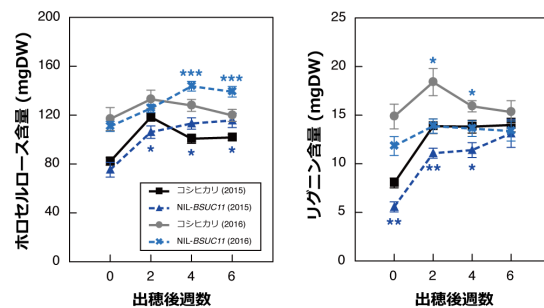 ホロセルロース含量 (mgDW)
200
160
120
80
40
0
*** ***
* * *
コシヒカリ (2015)
NIL-BSUC11 (2015)
コシヒカリ (2016)
NIL-BSUC11 (2016)
0 2 4 6
出穂後週数
リグニン含量 (mgDW)
25
20
15
10
5
0
*
*
** *
**
0 2 4 6
出穂後週数